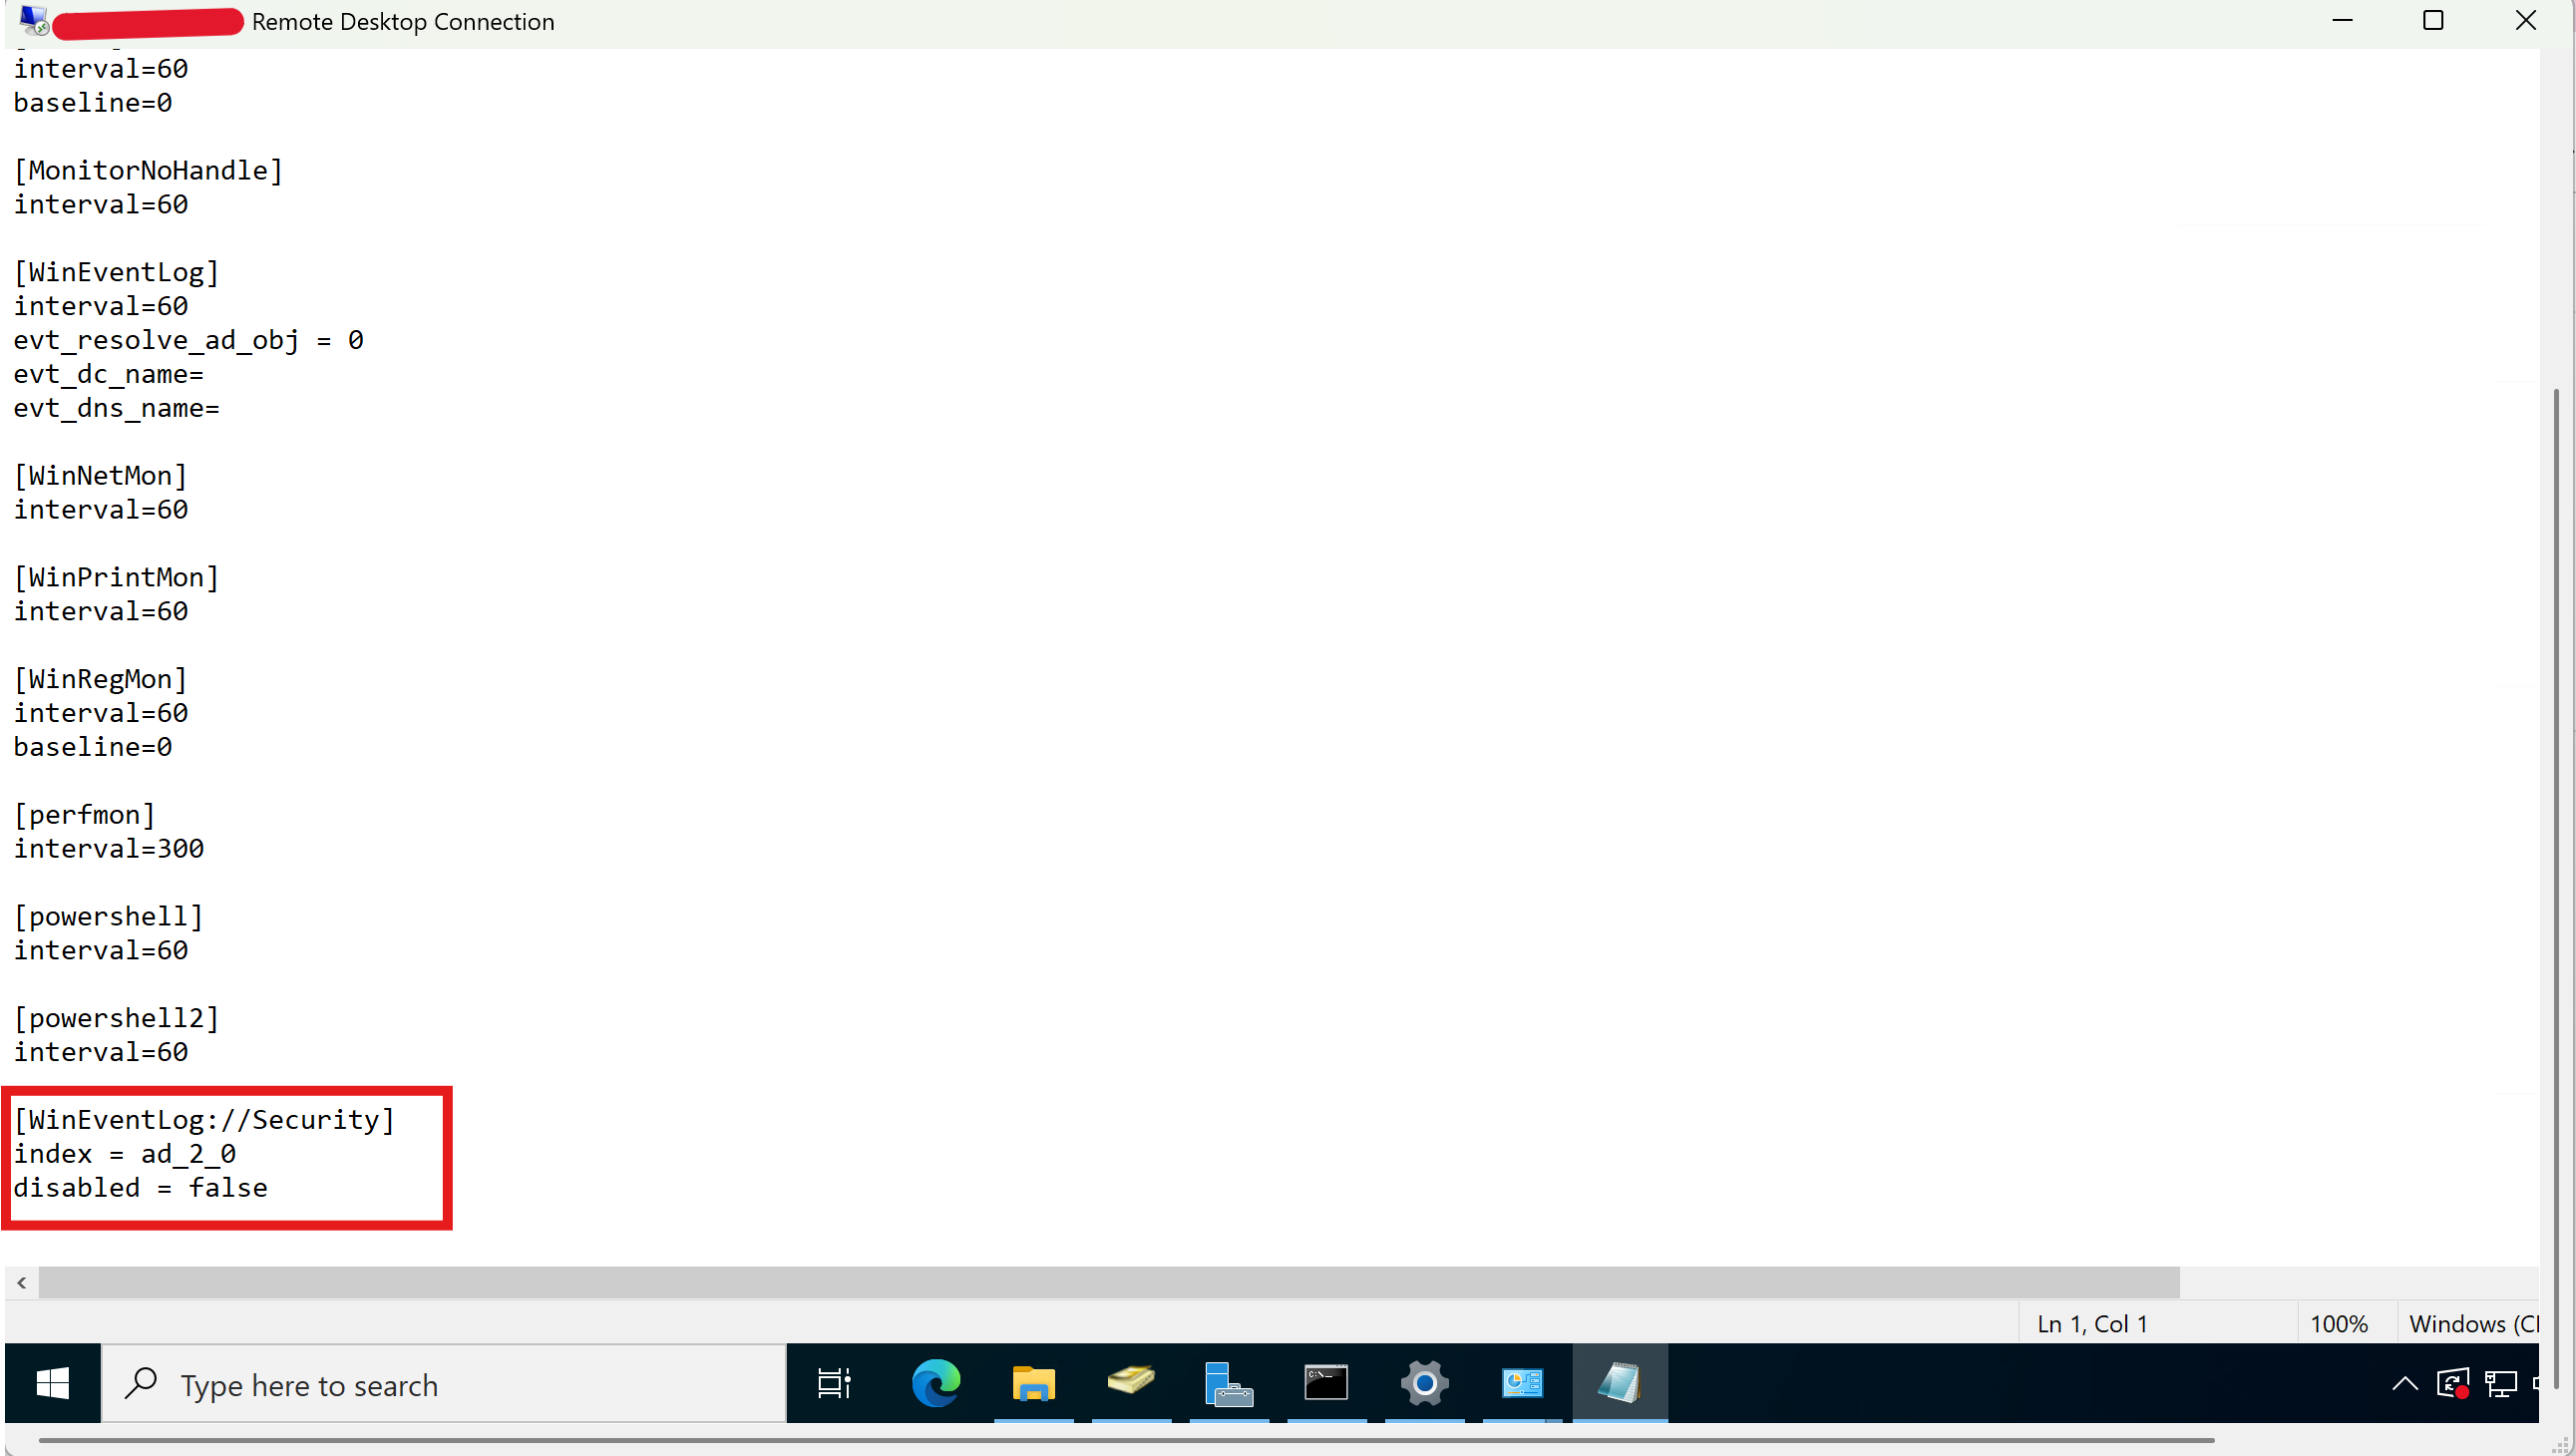 Remote Desktop Connection
interval=60
baseline=0
[MonitorNoHandle]
interval=60
[WinEventLog]
interval=60
evt_resolve_ad_obj = 0
evt_dc_name=
evt_dns_name=
[WinNetMon]
interval=60
[WinPrintMon]
interval=60
[WinRegMon]
interval=60
baseline=0
[perfmon]
interval=300
[powershell]
interval=60
[powershell2]
interval=60
[WinEventLog://Security]
index = ad_2_0
disabled = false
Ln 1, Col 1
100%
Windows (Cl
Type here to search